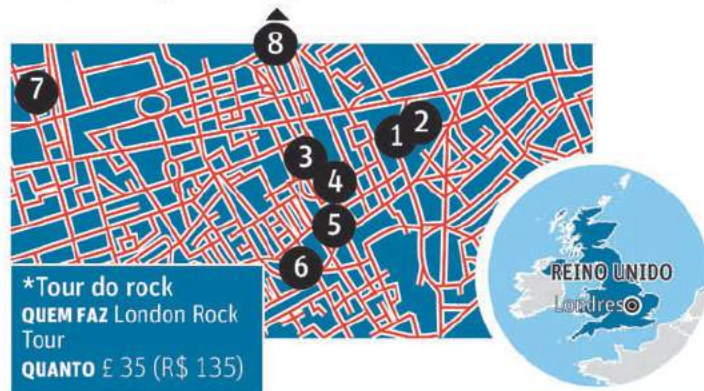 8
7
1
2
3
4
5
6
*Tour do rock
QUEM FAZ London Rock
Tour
QUANTO £ 35 (R$ 135)
REINO UNIDO
Londres